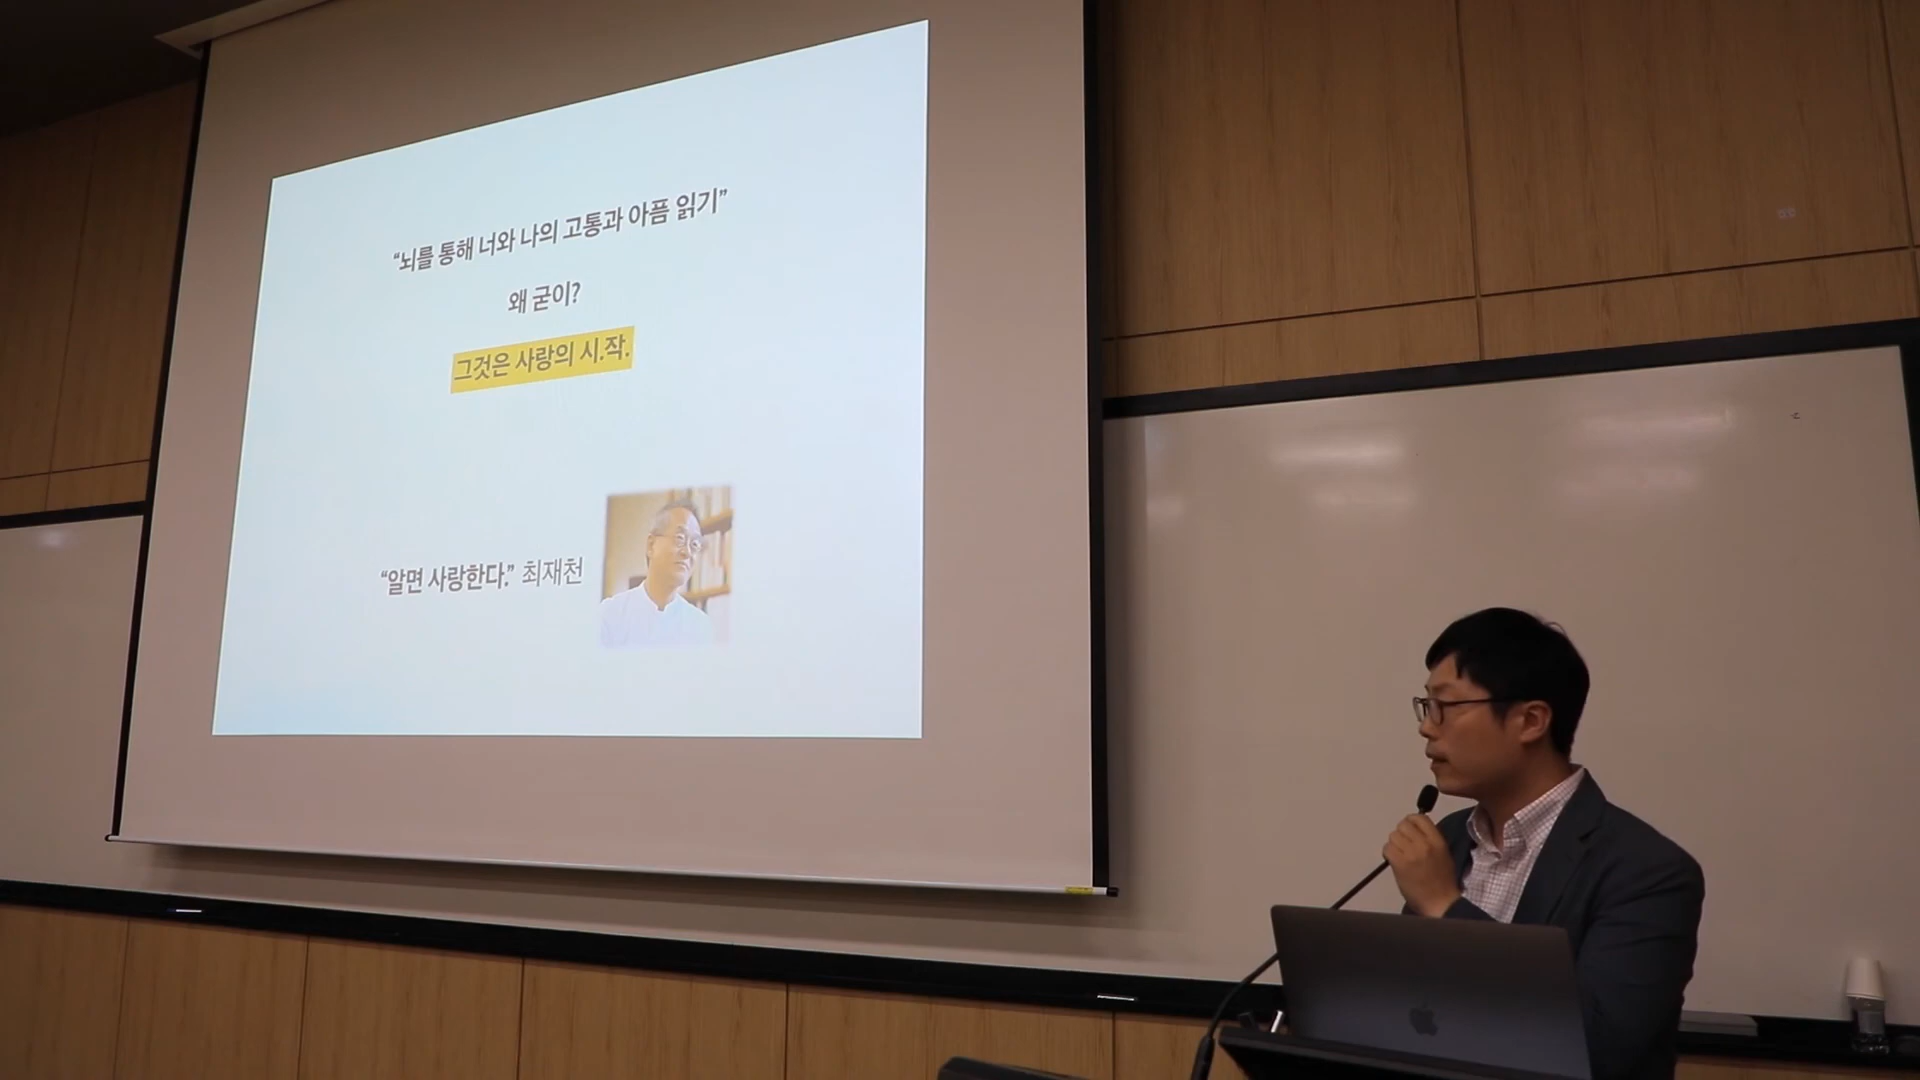 “뇌를 통해 너와 나의 고통과 아픔 읽기”
왜 굳이?
그것은 사랑의 시.작.
“알면 사랑한다.” 최재천